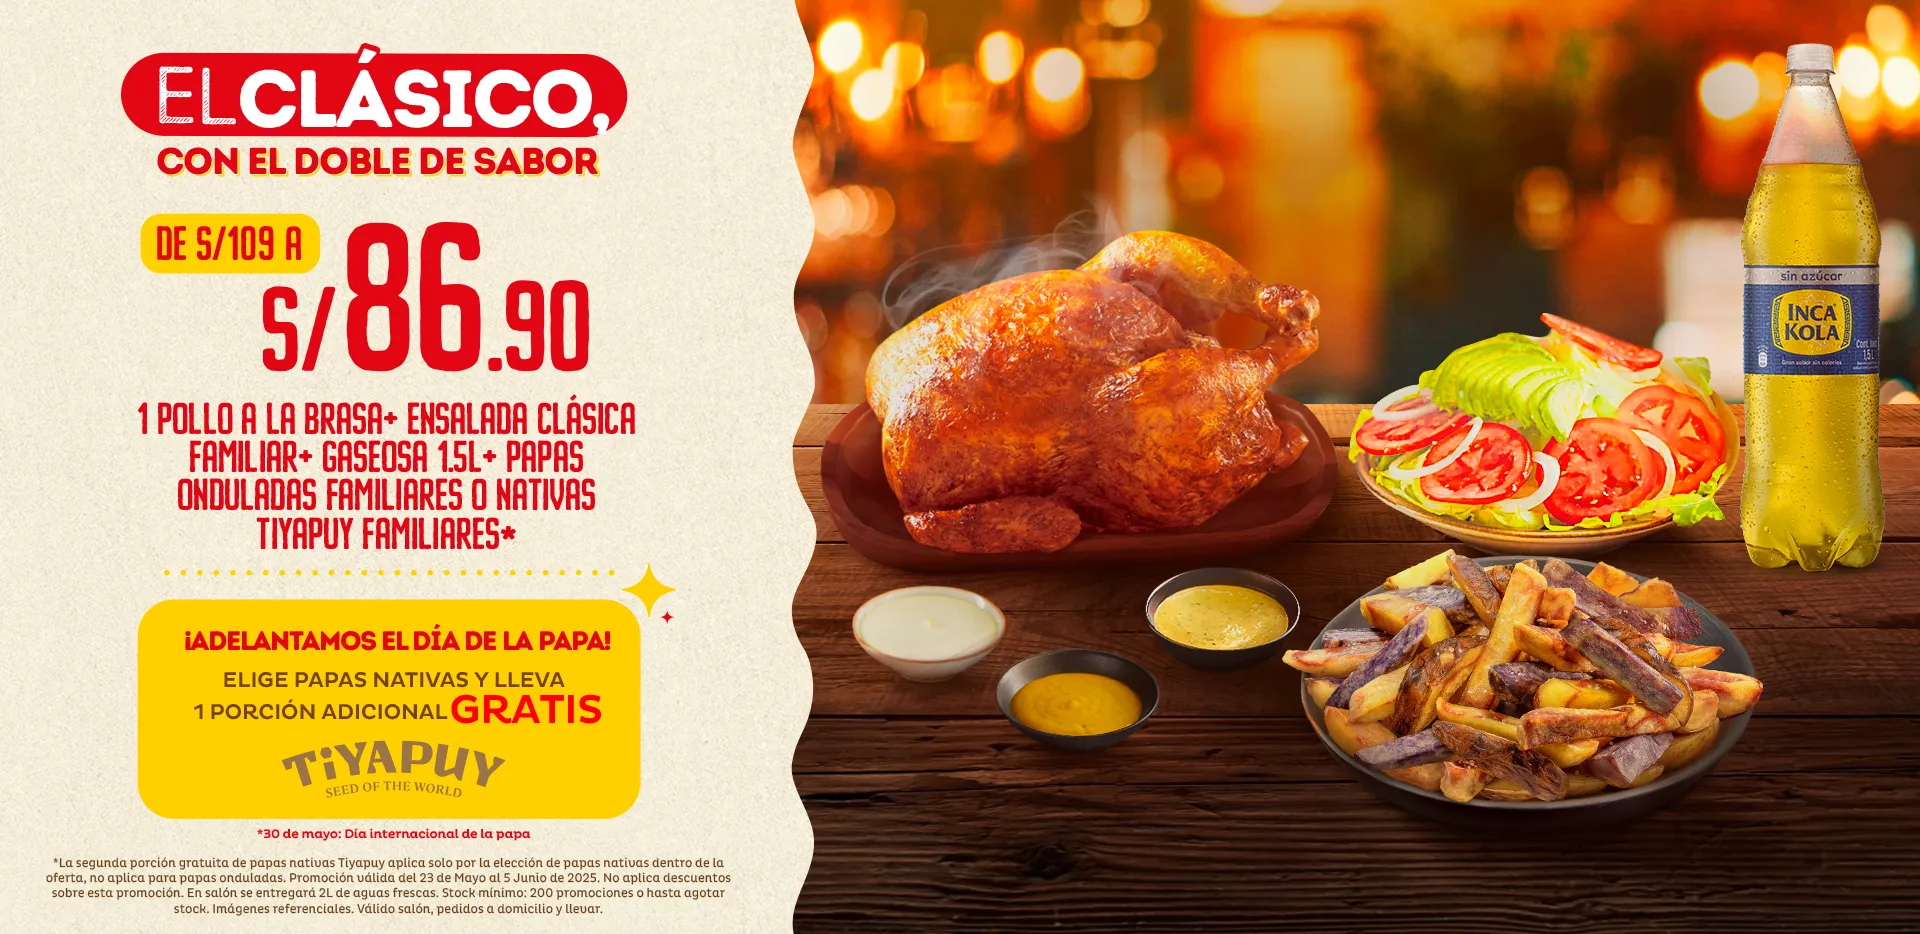 EL CLÁSICO,
CON EL DOBLE DE SABOR
DE S/109 A
S/86.90
1 POLLO A LA BRASA+ ENSALADA CLÁSICA
FAMILIAR+ GASEOSA 1.5L+ PAPAS
ONDULADAS FAMILIARES O NATIVAS
TIYAPUY FAMILIARES*
¡ADELANTAMOS EL DÍA DE LA PAPA!
ELIGE PAPAS NATIVAS Y LLEVA
1 PORCIÓN ADICIONAL GRATIS
TiYAPUY
SEED OF THE WORLD
*30 de mayo: Día internacional de la papa
*La segunda porción gratuita de papas nativas Tiyapuy aplica solo por la elección de papas nativas dentro de la
oferta, no aplica para papas onduladas. Promoción válida del 23 de Mayo al 5 Junio de 2025. No aplica descuentos
sobre esta promoción. En salón se entregará 2L de aguas frescas. Stock mínimo: 200 promociones o hasta agotar
stock. Imágenes referenciales. Válido salón, pedidos a domicilio y llevar.
sin azúcar
INCA
KOLA
1,5 L
Gran sabor sin calorías